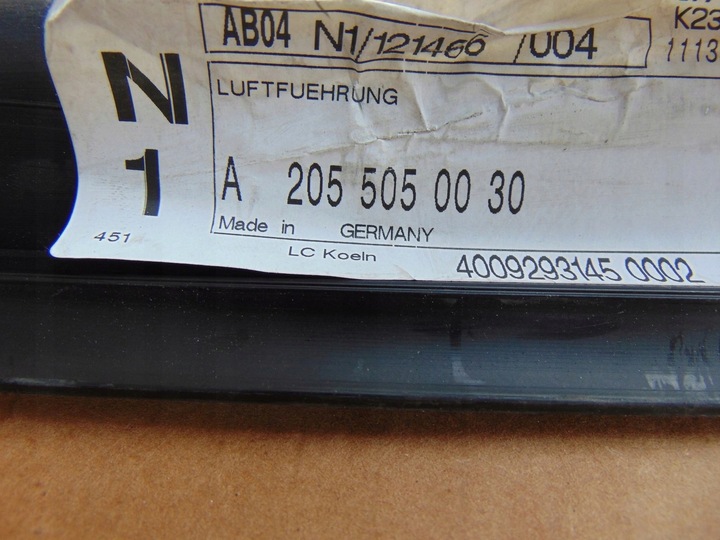 K23
AB04 N1/121466 /004
1113
N
1
LUFTFUEHRUNG
A 205 505 00 30
Made in GERMANY
451
LC Koeln
4009293145 0002